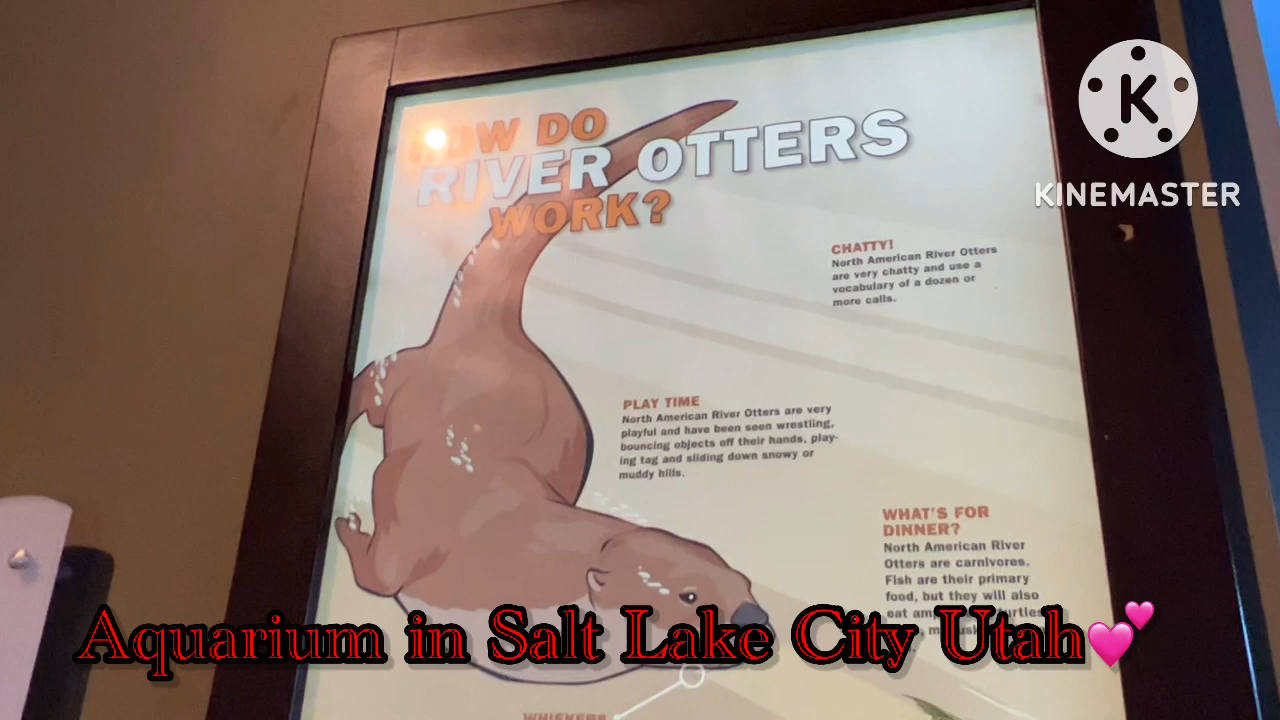 HOW DO
RIVER OTTERS
WORK?
K
KINEMASTER
CHATTY!
North American River Otters
are very chatty and use a
vocabulary of a dozen or
more calls.
PLAY TIME
North American River Otters are very
playful and have been seen wrestling,
bouncing objects off their hands, play-
ing tag and sliding down snowy or
muddy hills.
WHAT'S FOR
DINNER?
North American River
Otters are carnivores.
Fish are their primary
food, but they will also
eat
Aquarium in Salt Lake City Utah💕
WHISKERS